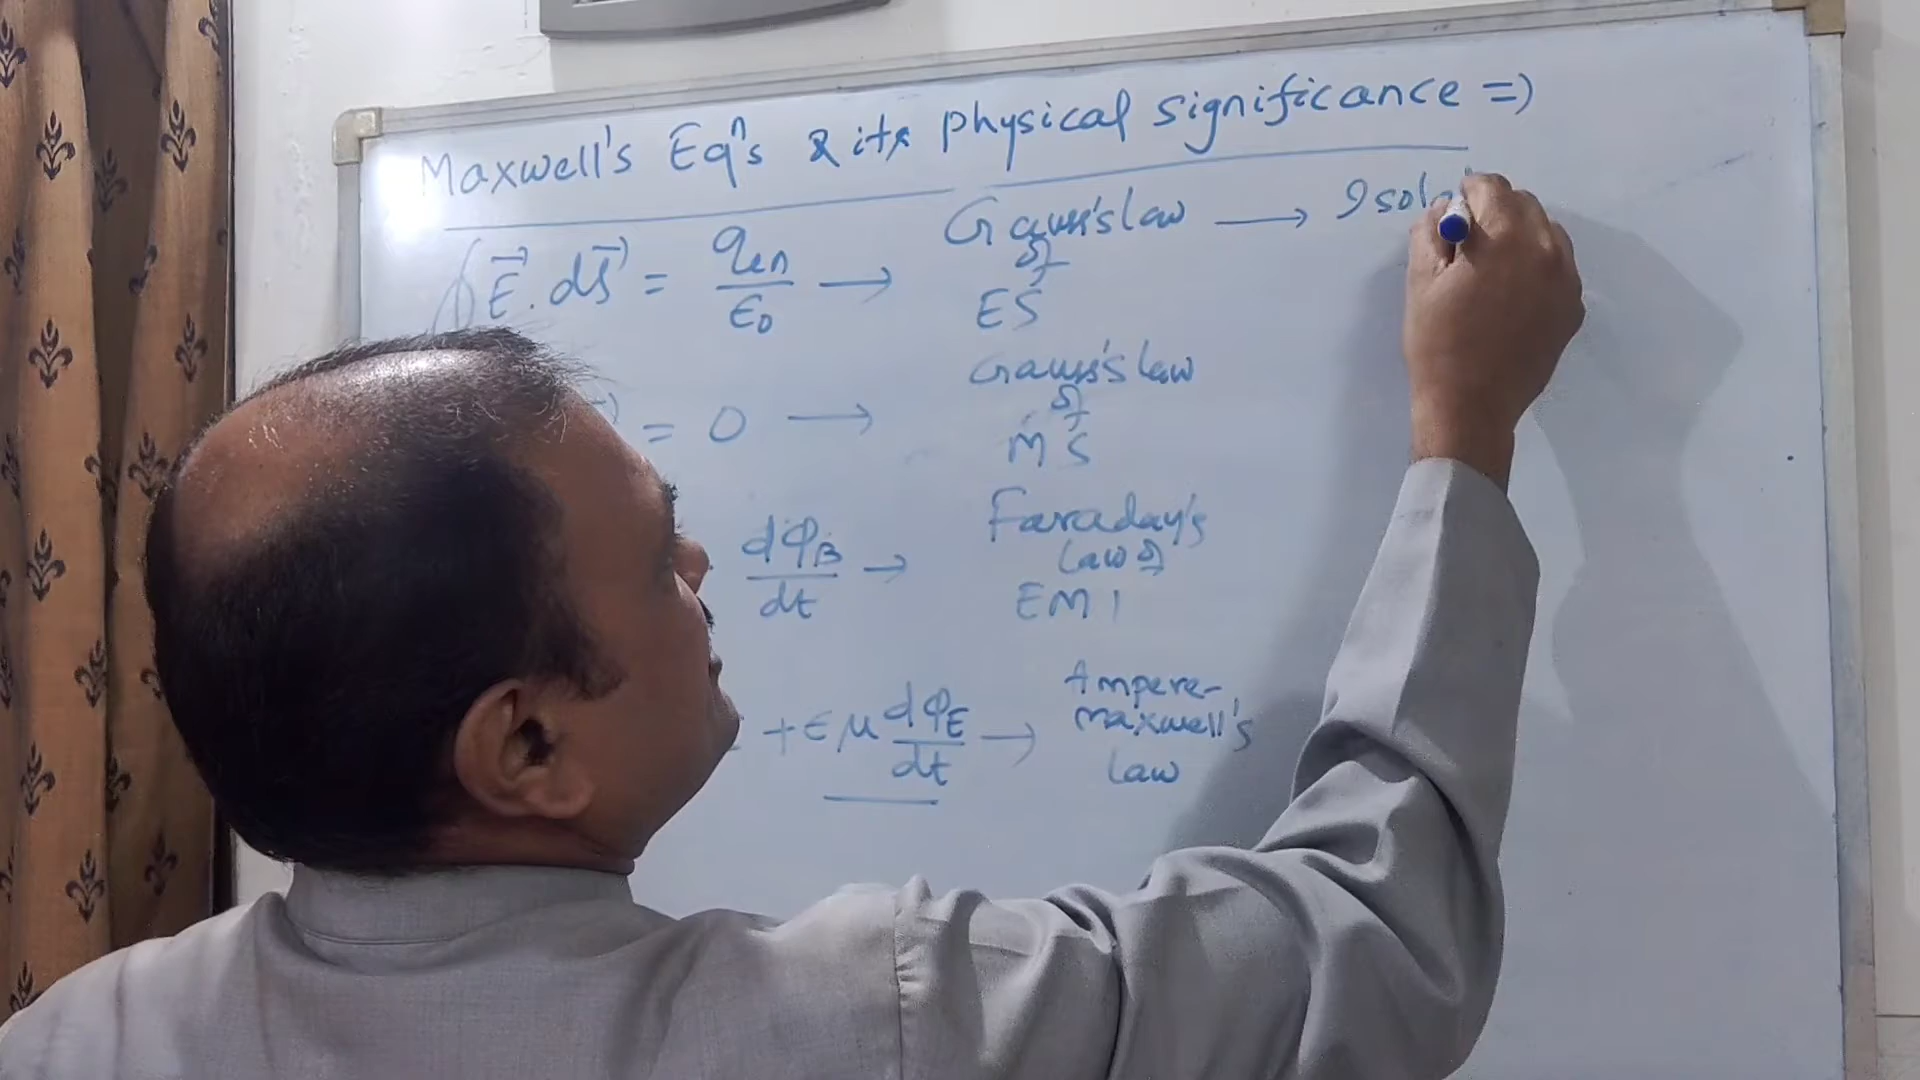 Maxwell's Eqⁿs & its physical significance ⇒
∮ E⃗ . dS⃗ = qen/ϵ0 → Gauss's law of ES → Isola
= 0 → Gauss's law of MS
dΦB/dt → Faraday's law of EMI
+ ϵμ dΦE/dt → Ampere-Maxwell's law